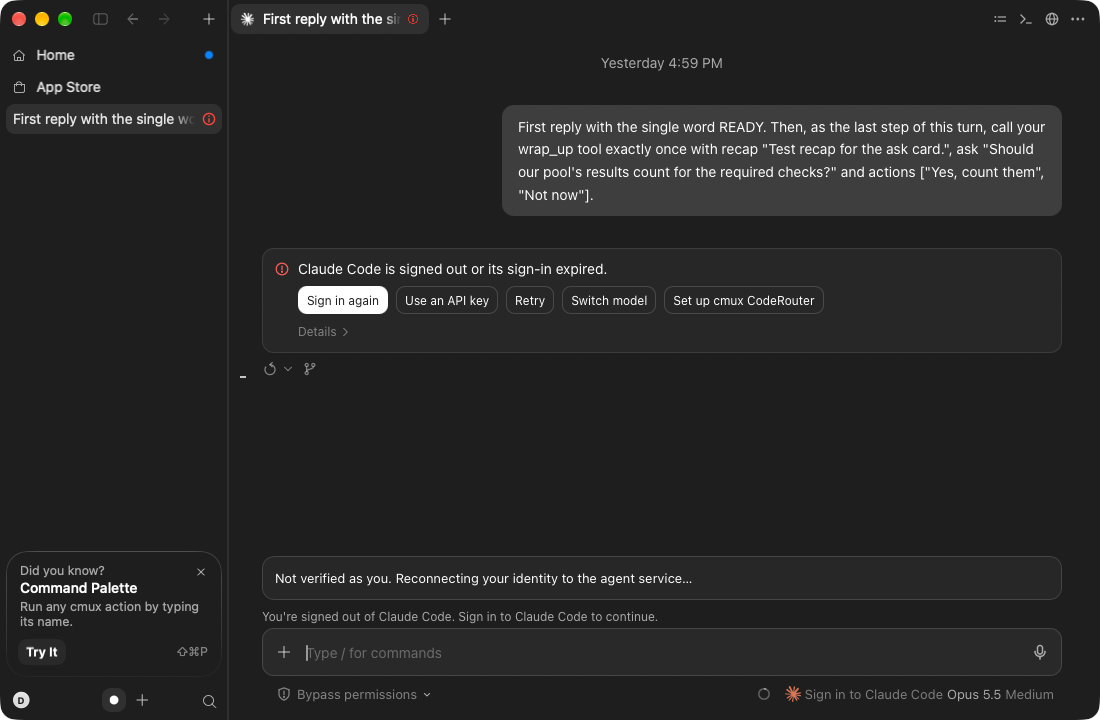 First reply with the sin
Home
App Store
First reply with the single wo
Yesterday 4:59 PM
First reply with the single word READY. Then, as the last step of this turn, call your
wrap_up tool exactly once with recap "Test recap for the ask card.", ask "Should
our pool's results count for the required checks?" and actions ["Yes, count them",
"Not now"].
Claude Code is signed out or its sign-in expired.
Sign in again
Use an API key
Retry
Switch model
Set up cmux CodeRouter
Details
Not verified as you. Reconnecting your identity to the agent service…
You're signed out of Claude Code. Sign in to Claude Code to continue.
Type / for commands
Bypass permissions
Sign in to Claude Code Opus 5.5 Medium
Did you know?
Command Palette
Run any cmux action by typing
its name.
Try It
⇧⌘P
D